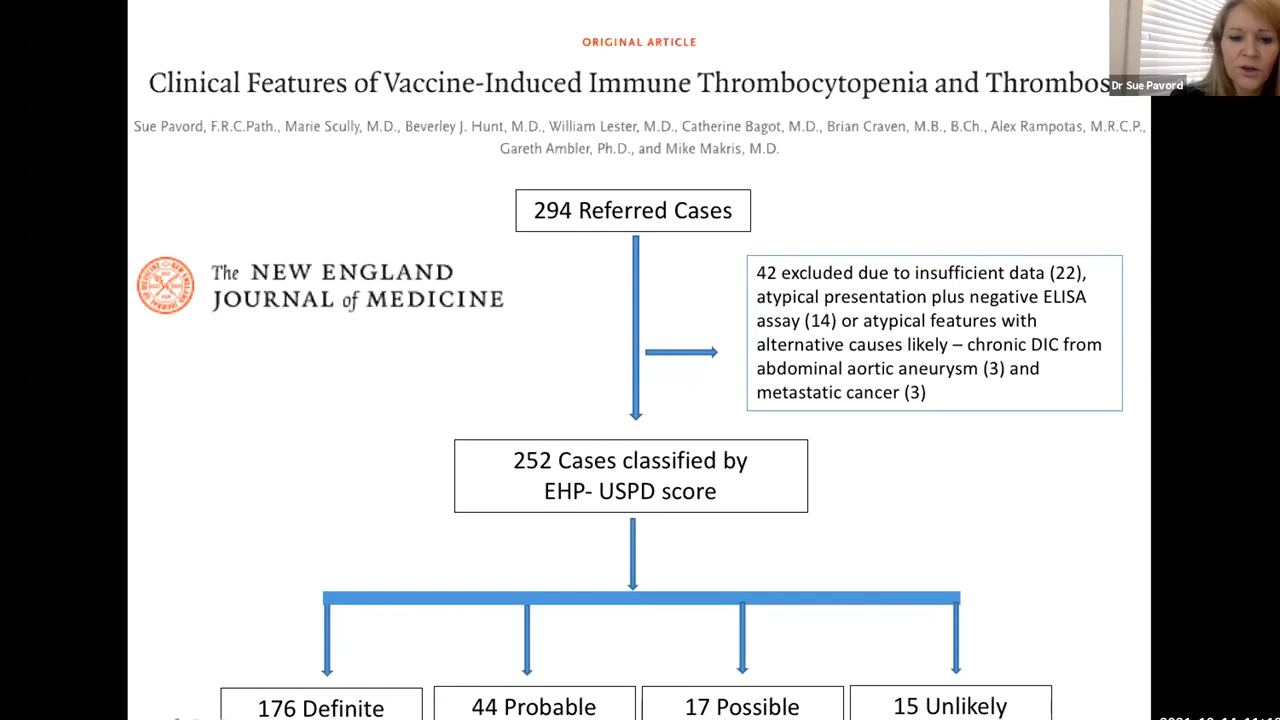 ORIGINAL ARTICLE
Clinical Features of Vaccine-Induced Immune Thrombocytopenia and Thrombos
Dr Sue Pavord
Sue Pavord, F.R.C.Path., Marie Scully, M.D., Beverley J. Hunt, M.D., William Lester, M.D., Catherine Bagot, M.D., Brian Craven, M.B., B.Ch., Alex Rampotas, M.R.C.P.,
Gareth Ambler, Ph.D., and Mike Makris, M.D.
294 Referred Cases
The NEW ENGLAND
JOURNAL of MEDICINE
42 excluded due to insufficient data (22),
atypical presentation plus negative ELISA
assay (14) or atypical features with
alternative causes likely – chronic DIC from
abdominal aortic aneurysm (3) and
metastatic cancer (3)
252 Cases classified by
EHP- USPD score
176 Definite
44 Probable
17 Possible
15 Unlikely